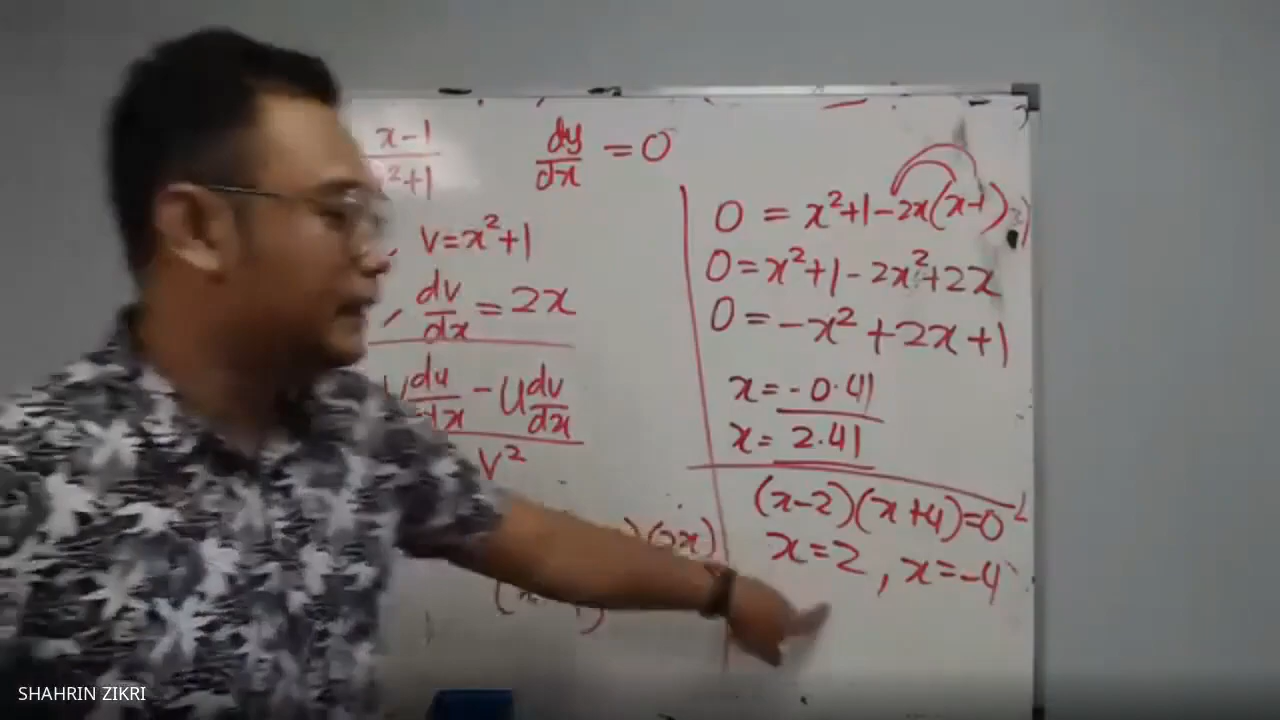 x-1
x²+1
dy/dx = 0
v = x²+1
dv/dx = 2x
v du/dx - u dv/dx
v²
)(2x)
0 = x²+1-2x(x-1)
0 = x²+1-2x²+2x
0 = -x²+2x+1
x = -0.41
x = 2.41
(x-2)(x+4)=0
x=2, x=-4
SHAHRIN ZIKRI